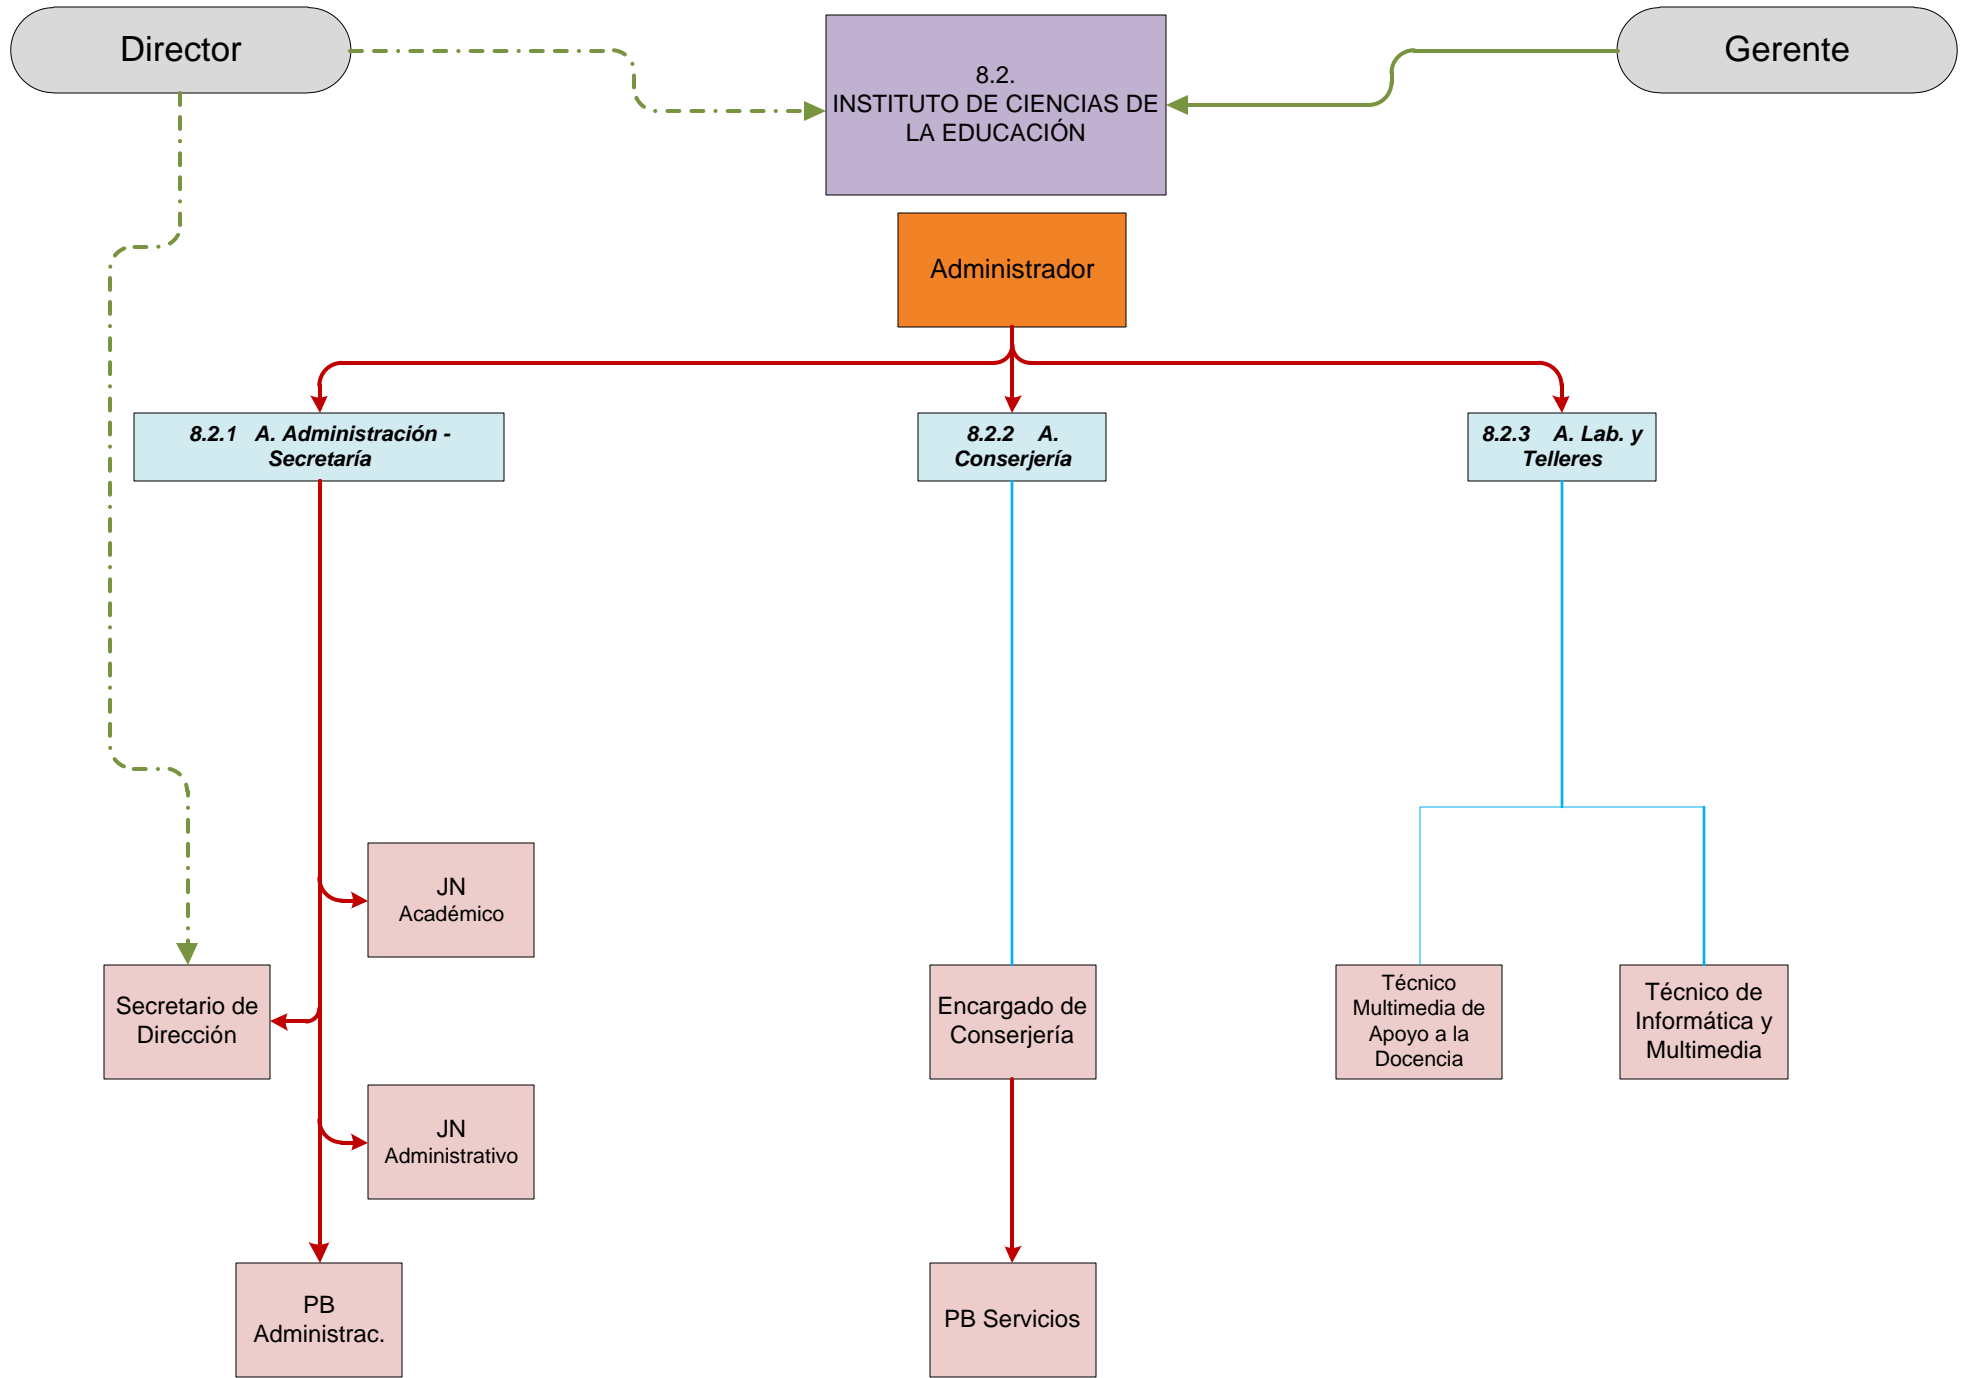 Director
8.2.
INSTITUTO DE CIENCIAS DE
LA EDUCACIÓN
Gerente
Administrador
8.2.1 A. Administración -
Secretaría
8.2.2 A.
Conserjería
8.2.3 A. Lab. y
Telleres
JN
Académico
Secretario de
Dirección
Encargado de
Conserjería
Técnico
Multimedia de
Apoyo a la
Docencia
Técnico de
Informática y
Multimedia
JN
Administrativo
PB
Administrac.
PB Servicios